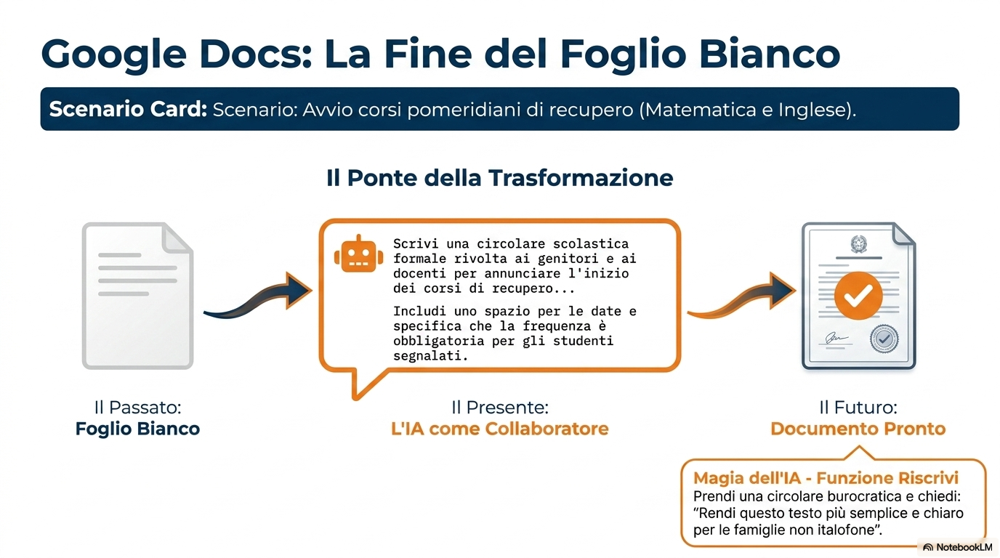 Google Docs: La Fine del Foglio Bianco
Scenario Card: Scenario: Avvio corsi pomeridiani di recupero (Matematica e Inglese).
Il Ponte della Trasformazione
Scrivi una circolare scolastica
formale rivolta ai genitori e ai
docenti per annunciare l'inizio
dei corsi di recupero...
Includi uno spazio per le date e
specifica che la frequenza è
obbligatoria per gli studenti
segnalati.
Il Passato:
Foglio Bianco
Il Presente:
L'IA come Collaboratore
Il Futuro:
Documento Pronto
Magia dell'IA - Funzione Riscrivi
Prendi una circolare burocratica e chiedi:
“Rendi questo testo più semplice e chiaro
per le famiglie non italofone”.
NotebookLM